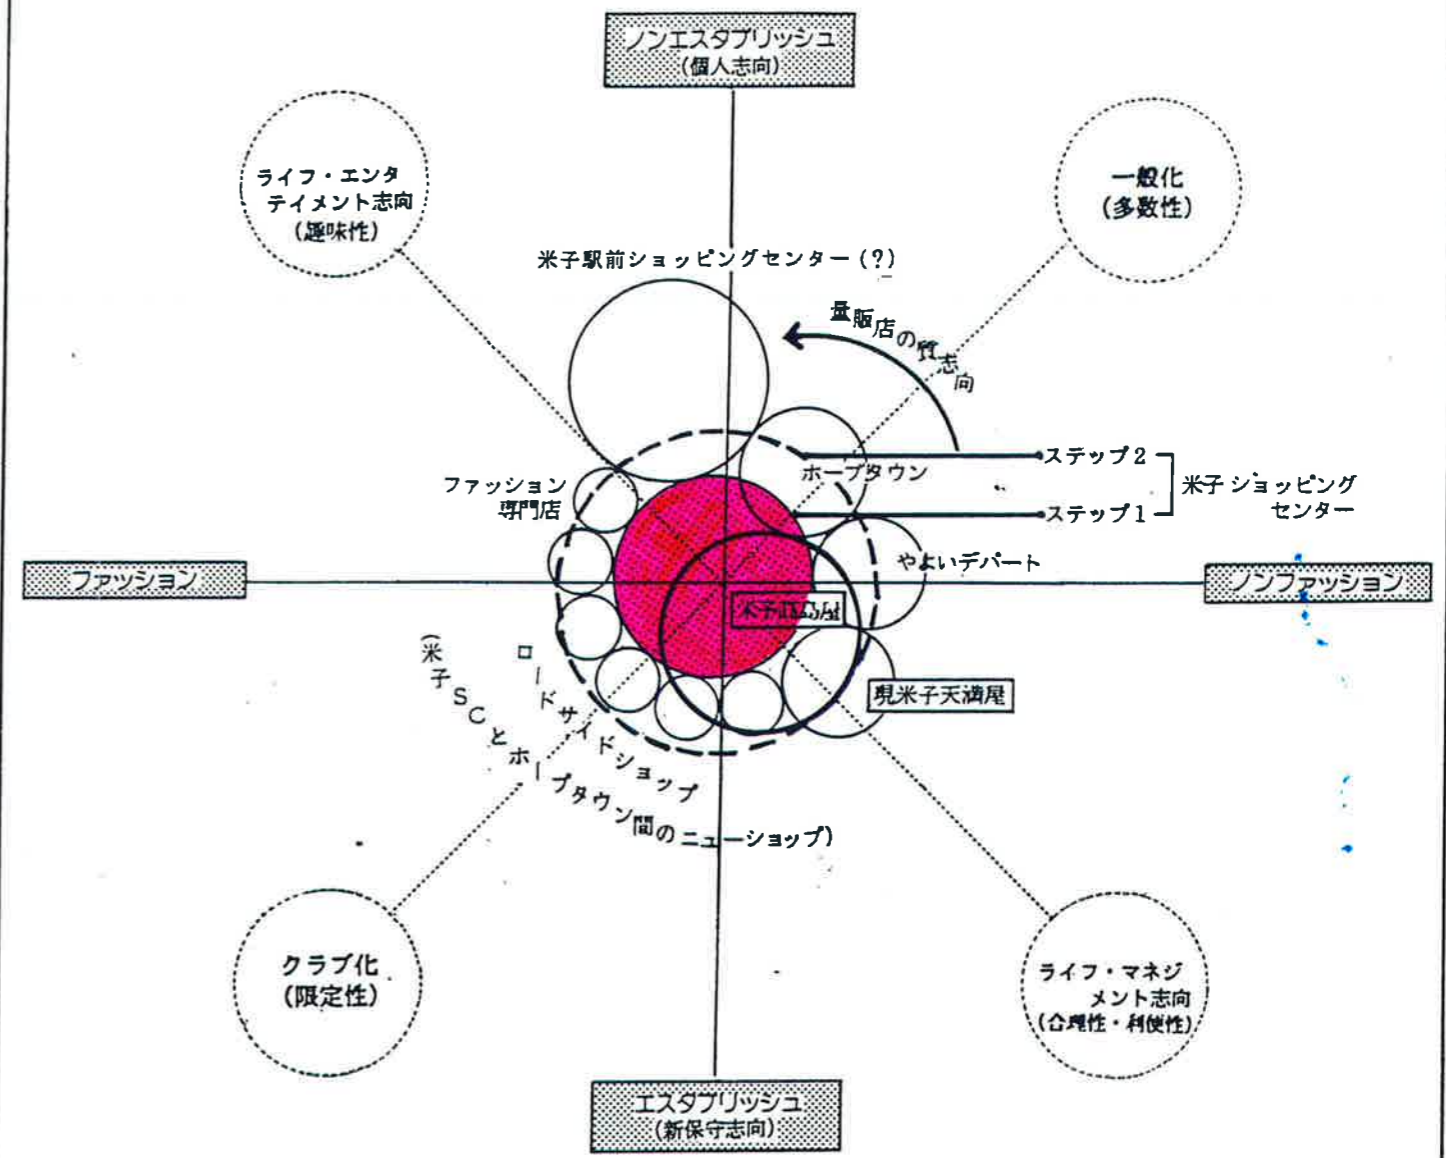 ノンエスタブリッシュ
(個人志向)
ライフ・エンタ
テイメント志向
(趣味性)
一般化
(多数性)
米子駅前ショッピングセンター(?)
量販店の質志向
ステップ2
ホープタウン
ファッション
専門店
米子ショッピング
センター
ステップ1
やよいデパート
ファッション
ノンファッション
米子高島屋
現米子天満屋
ロードサイドショップ
(米子SCとホープタウン間のニューショップ)
クラブ化
(限定性)
ライフ・マネジ
メント志向
(合理性・利便性)
エスタブリッシュ
(新保守志向)